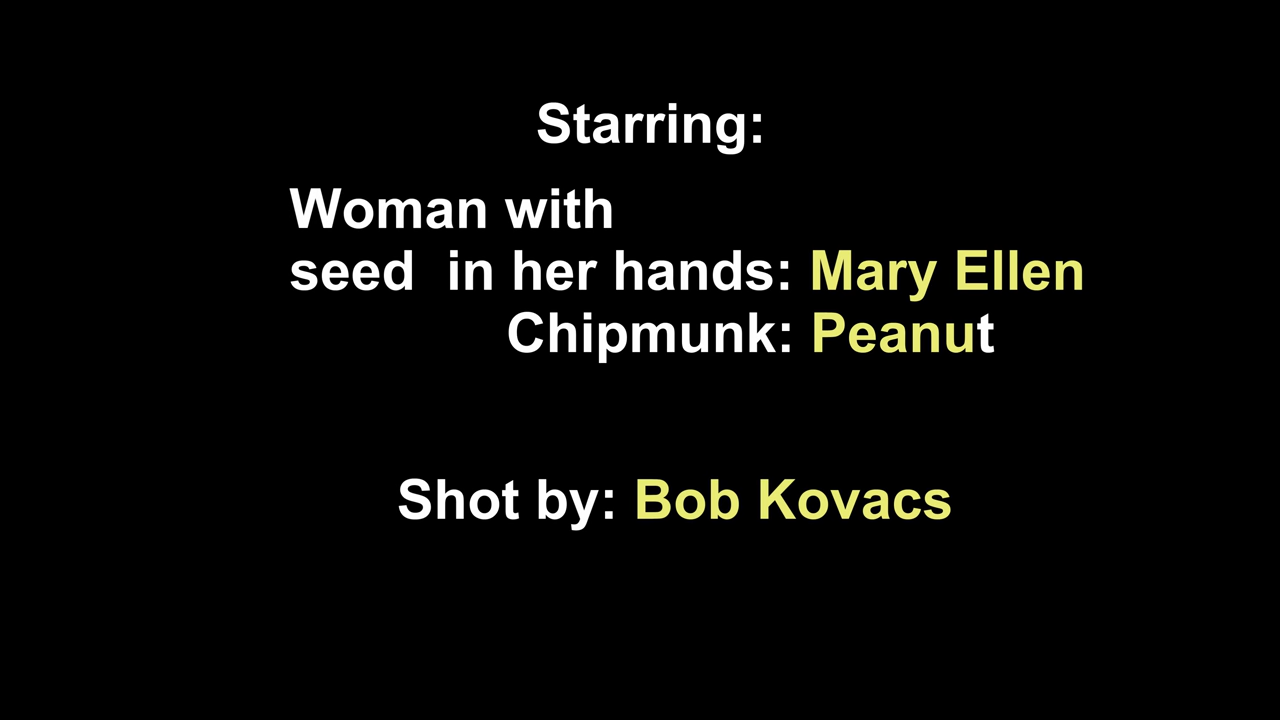 Starring:
Woman with
seed  in her hands: Mary Ellen
Chipmunk: Peanut
Shot by: Bob Kovacs